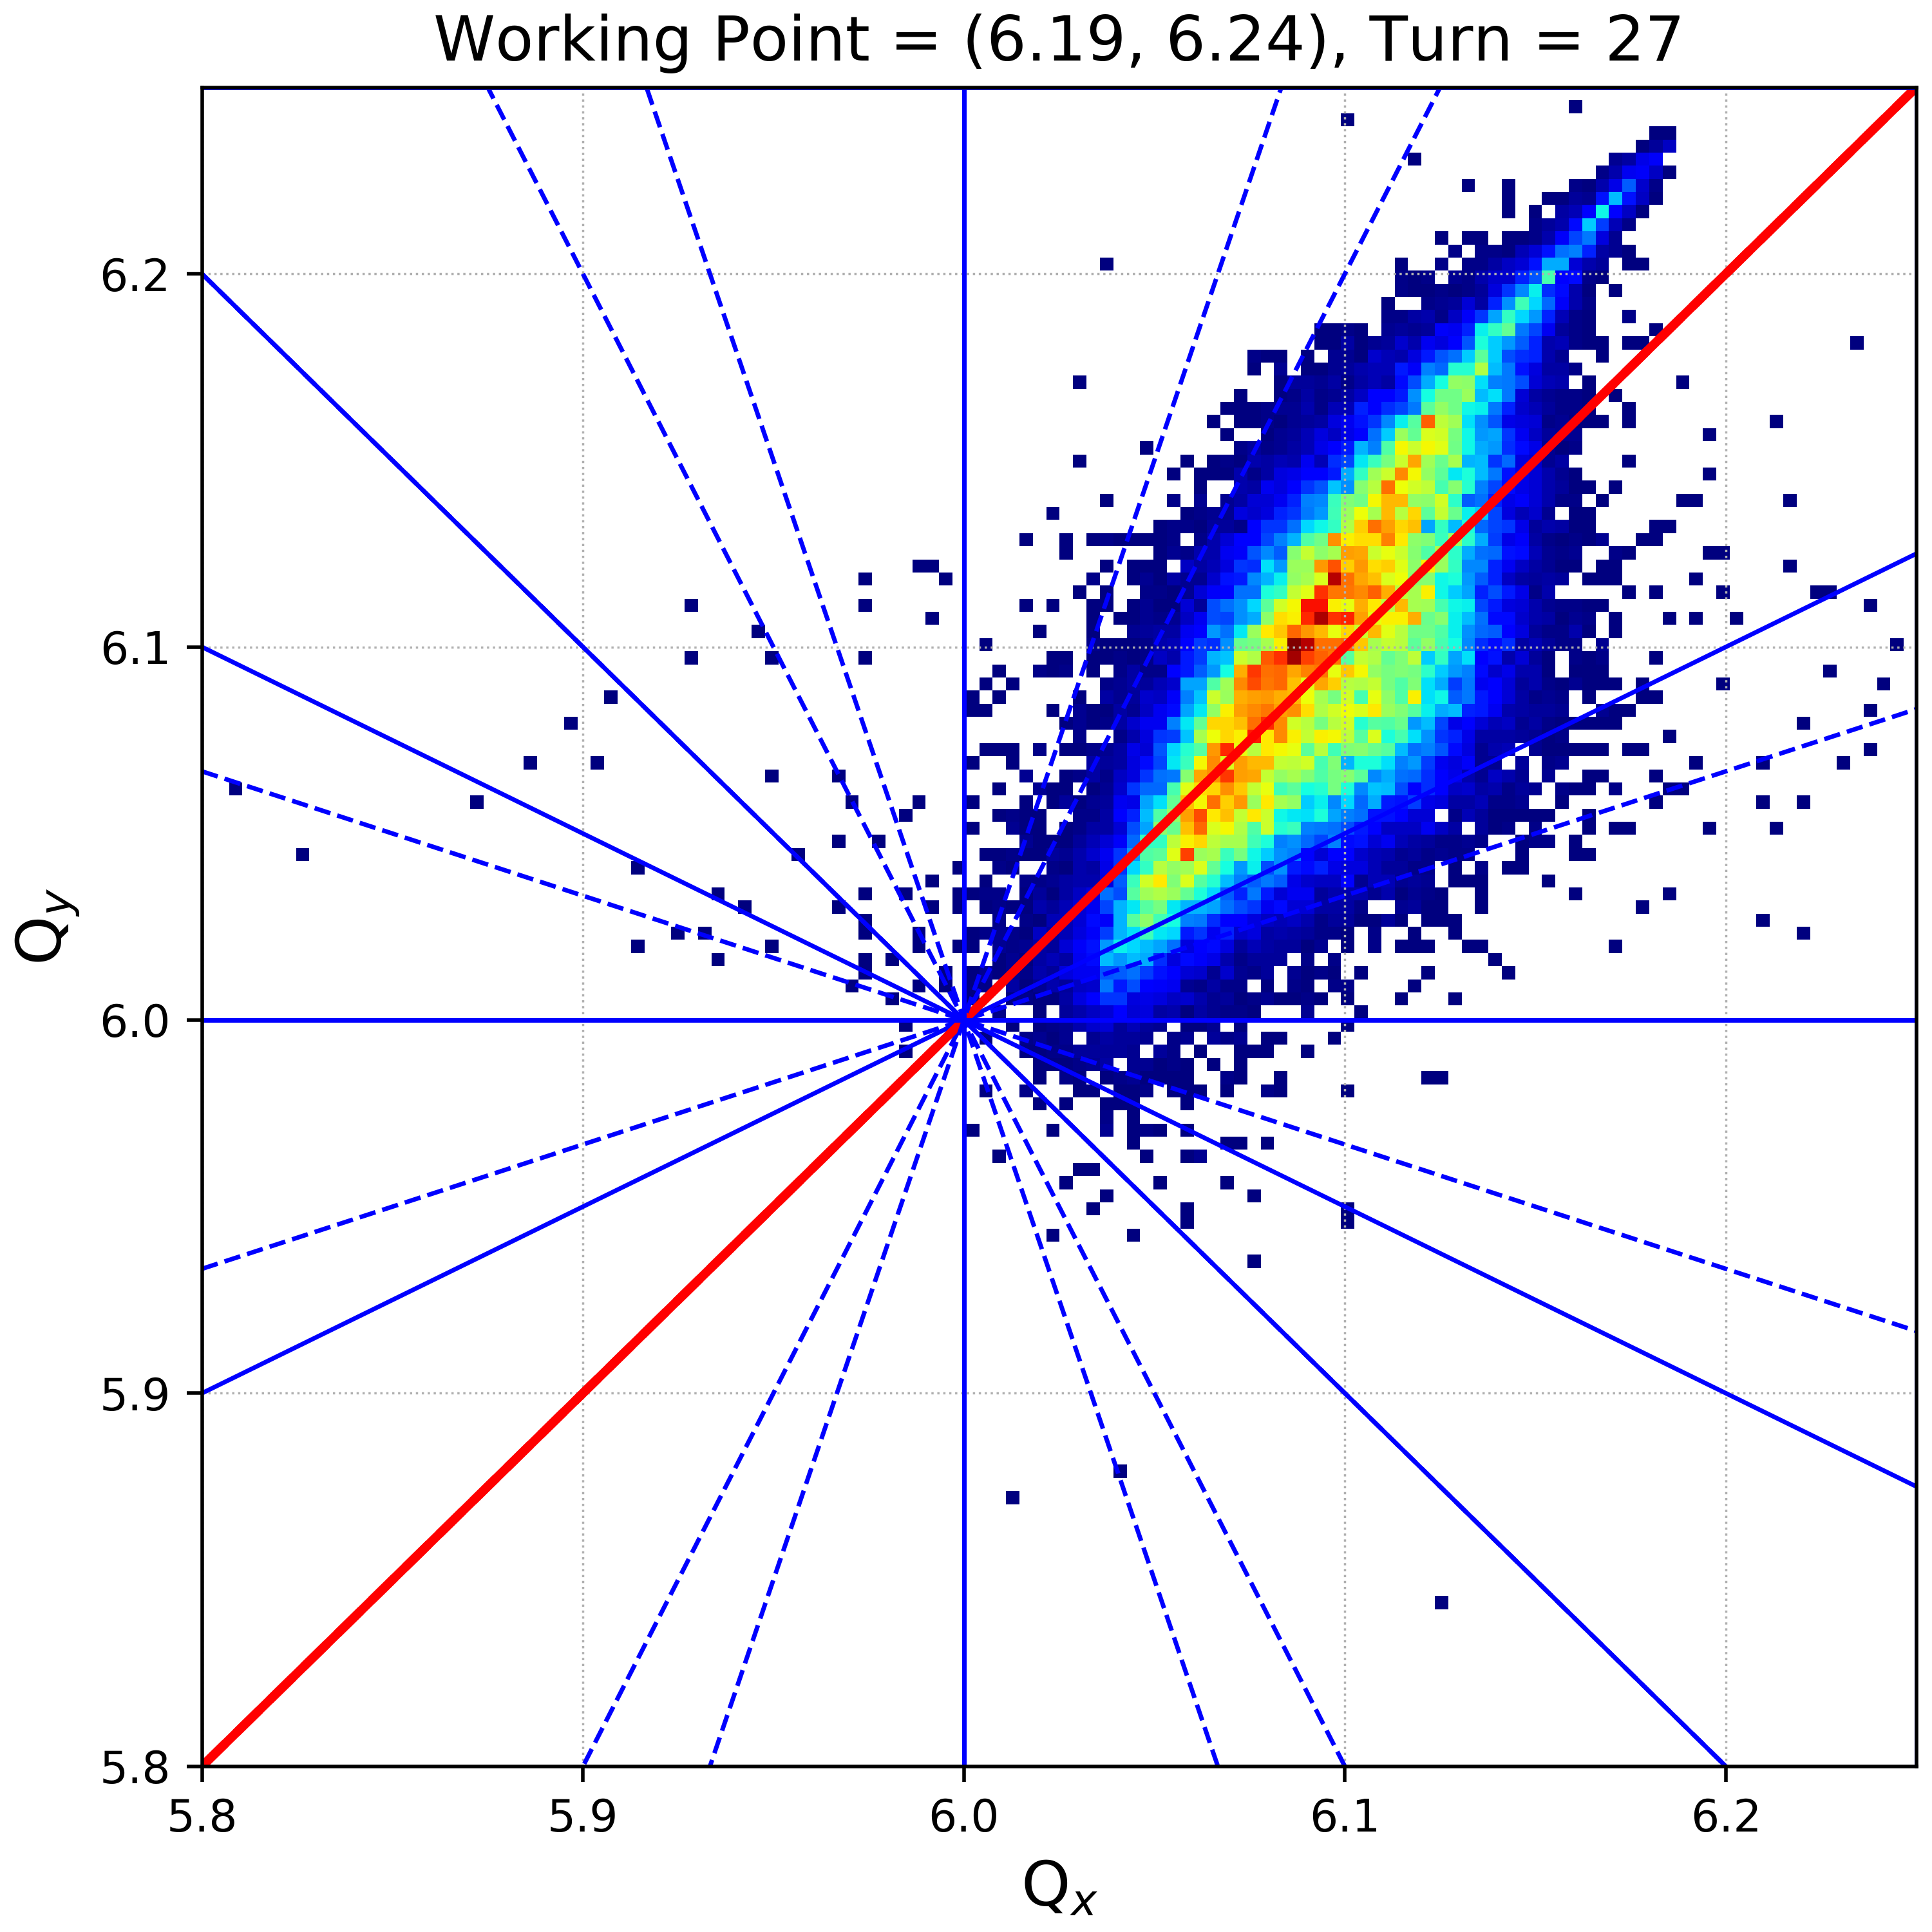 Working Point = (6.19, 6.24), Turn = 27
6.2
6.1
6.0
5.9
5.8
Qy
5.8 5.9 6.0 6.1 6.2
Qx